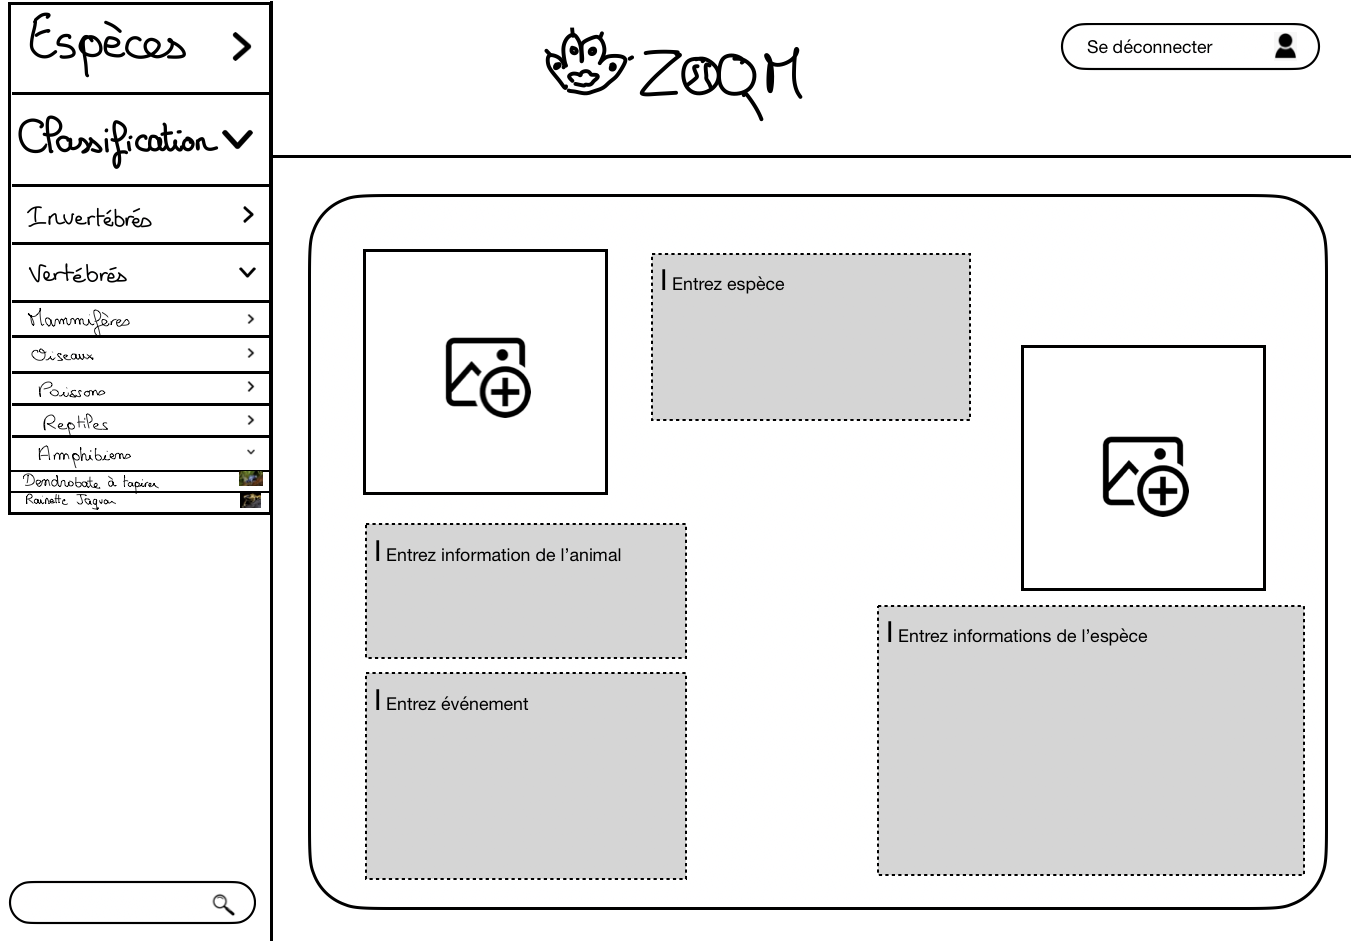 Espèces
Classification
Invertébrés
Vertébrés
Mammifères
Oiseaux
Poissons
Reptiles
Amphibiens
Dendrobate à tapirer
Rainette Jaguar
ZOOM
Se déconnecter
Entrez espèce
Entrez information de l’animal
Entrez événement
Entrez informations de l’espèce